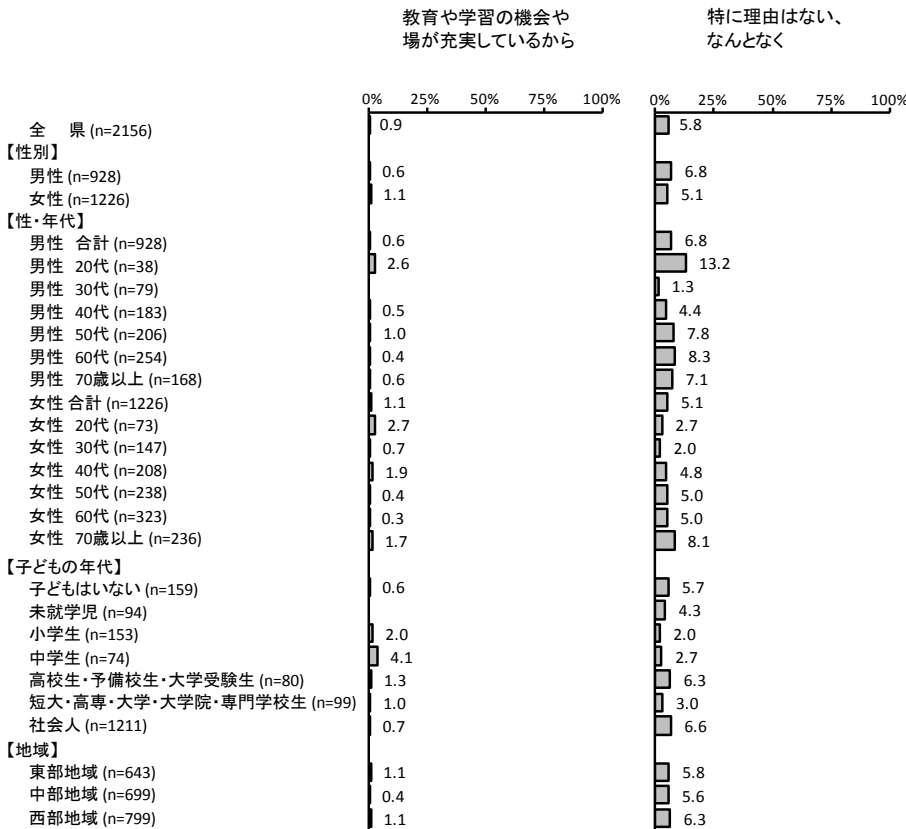 教育や学習の機会や
場が充実しているから
特に理由はない、
なんとなく
0% 25% 50% 75% 100% 0% 25% 50% 75% 100%
全 県 (n=2156) 0.9 5.8
【性別】
男性 (n=928) 0.6 6.8
女性 (n=1226) 1.1 5.1
【性・年代】
男性 合計 (n=928) 0.6 6.8
男性 20代 (n=38) 2.6 13.2
男性 30代 (n=79) 1.3
男性 40代 (n=183) 0.5 4.4
男性 50代 (n=206) 1.0 7.8
男性 60代 (n=254) 0.4 8.3
男性 70歳以上 (n=168) 0.6 7.1
女性 合計 (n=1226) 1.1 5.1
女性 20代 (n=73) 2.7 2.7
女性 30代 (n=147) 0.7 2.0
女性 40代 (n=208) 1.9 4.8
女性 50代 (n=238) 0.4 5.0
女性 60代 (n=323) 0.3 5.0
女性 70歳以上 (n=236) 1.7 8.1
【子どもの年代】
子どもはいない (n=159) 0.6 5.7
未就学児 (n=94) 4.3
小学生 (n=153) 2.0 2.0
中学生 (n=74) 4.1 2.7
高校生・予備校生・大学受験生 (n=80) 1.3 6.3
短大・高専・大学・大学院・専門学校生 (n=99) 1.0 3.0
社会人 (n=1211) 0.7 6.6
【地域】
東部地域 (n=643) 1.1 5.8
中部地域 (n=699) 0.4 5.6
西部地域 (n=799) 1.1 6.3